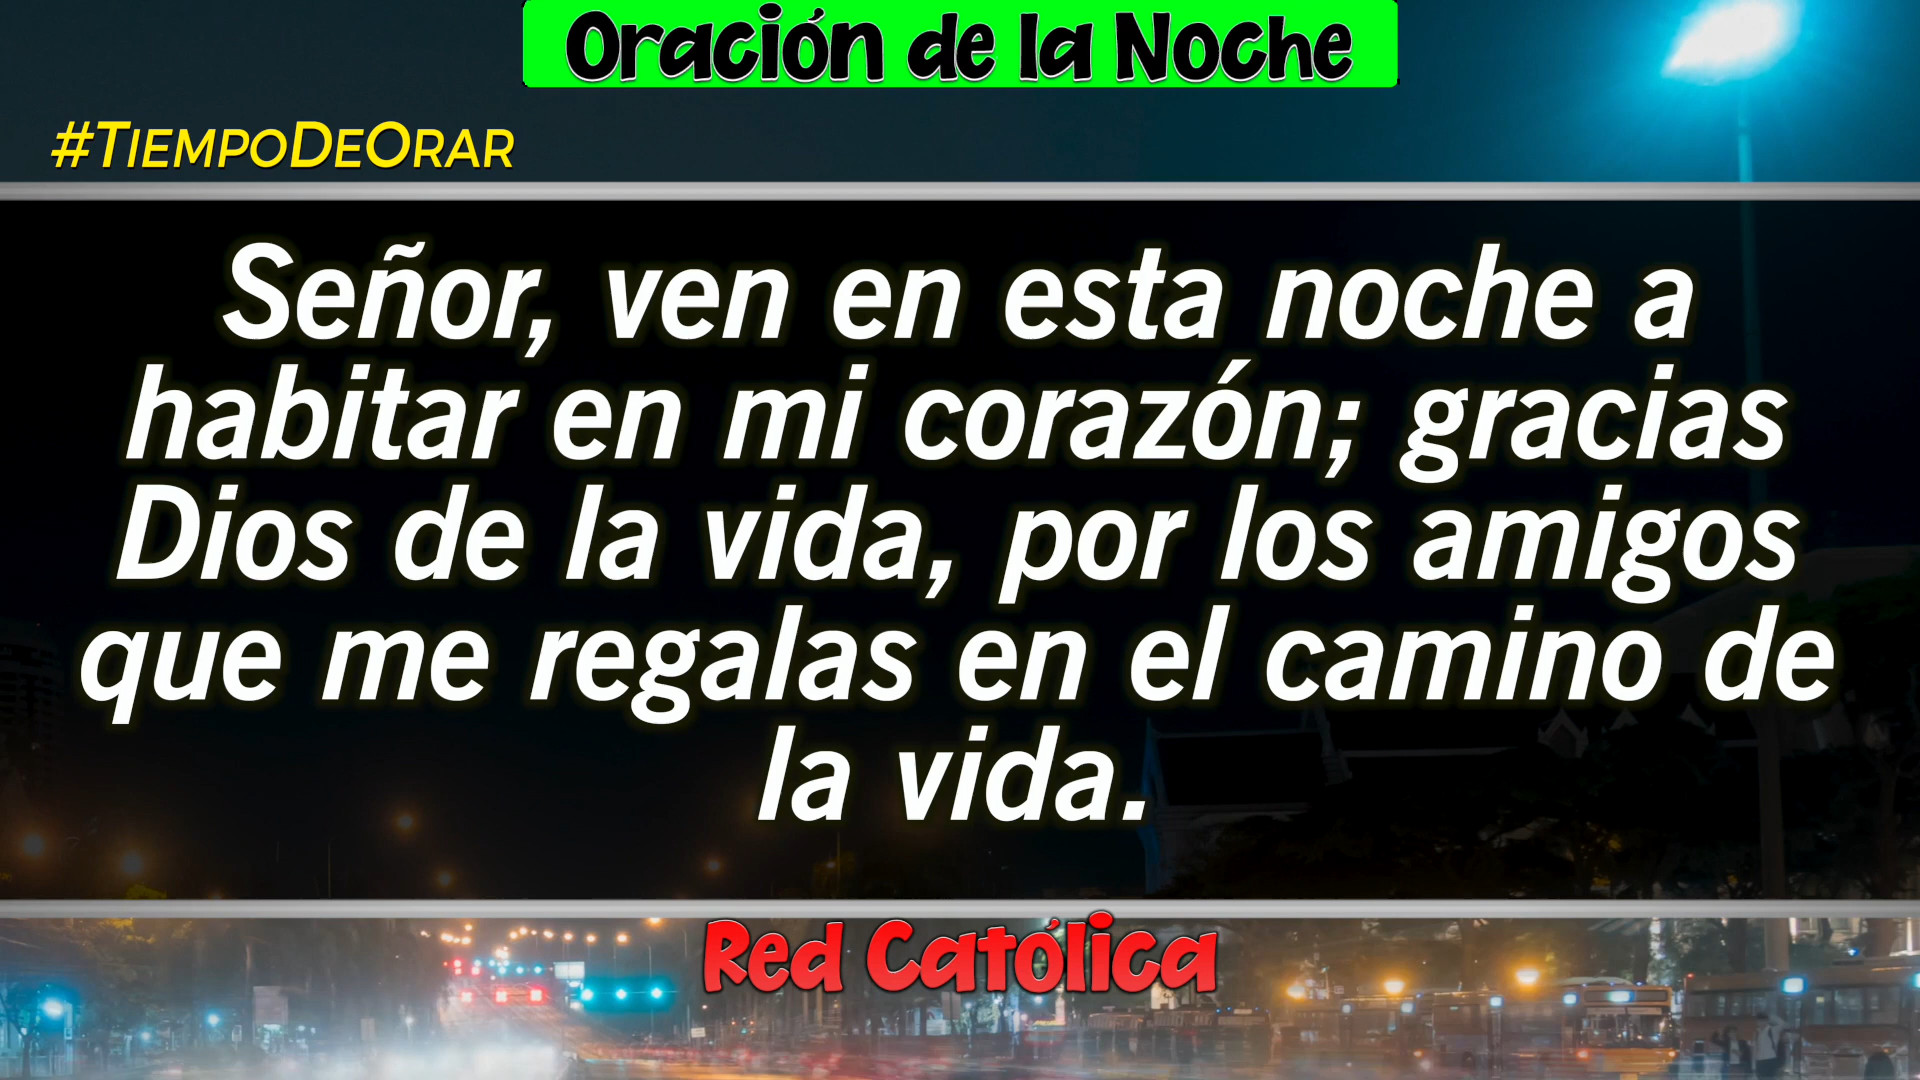 Oración de la Noche
#TiempoDeOrar
Señor, ven en esta noche a
habitar en mi corazón; gracias
Dios de la vida, por los amigos
que me regalas en el camino de
la vida.
Red Católica